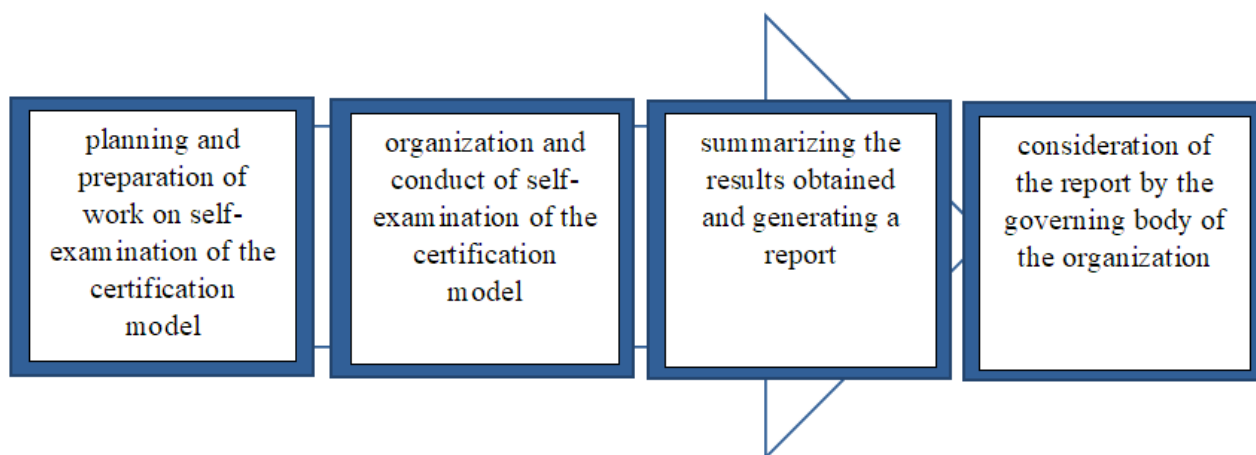 planning and
preparation of
work on self-
examination of the
certification
model
organization and
conduct of self-
examination of the
certification
model
summarizing the
results obtained
and generating a
report
consideration of
the report by the
governing body of
the organization